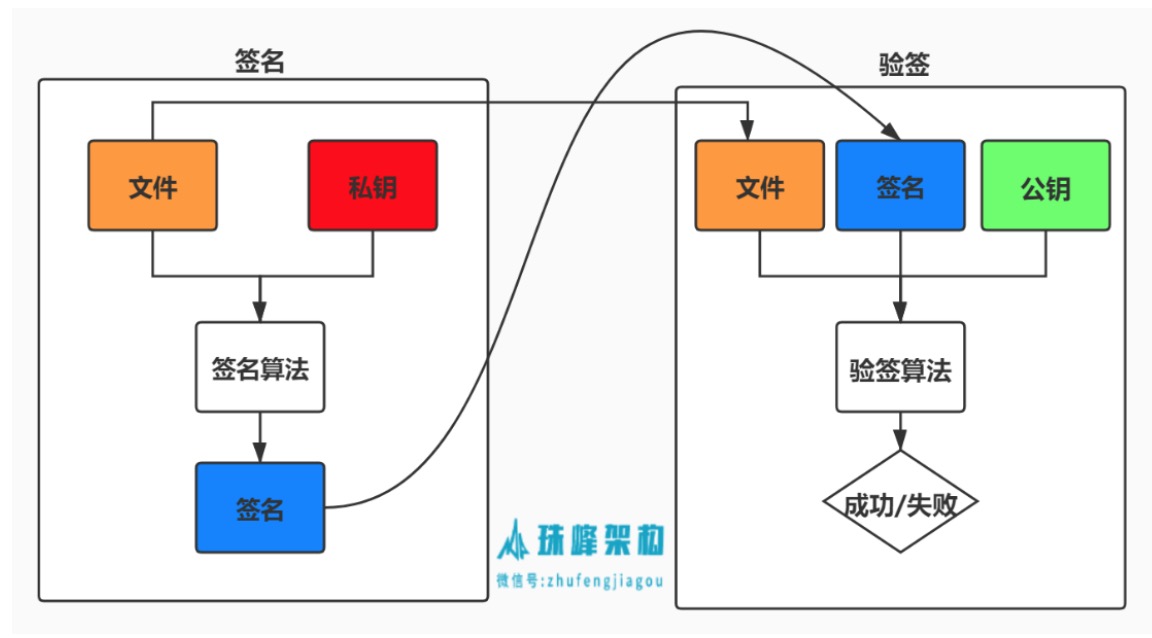 签名
文件
私钥
签名算法
签名
验签
文件
签名
公钥
验签算法
成功/失败
珠峰架构
微信号:zhufengjiagou